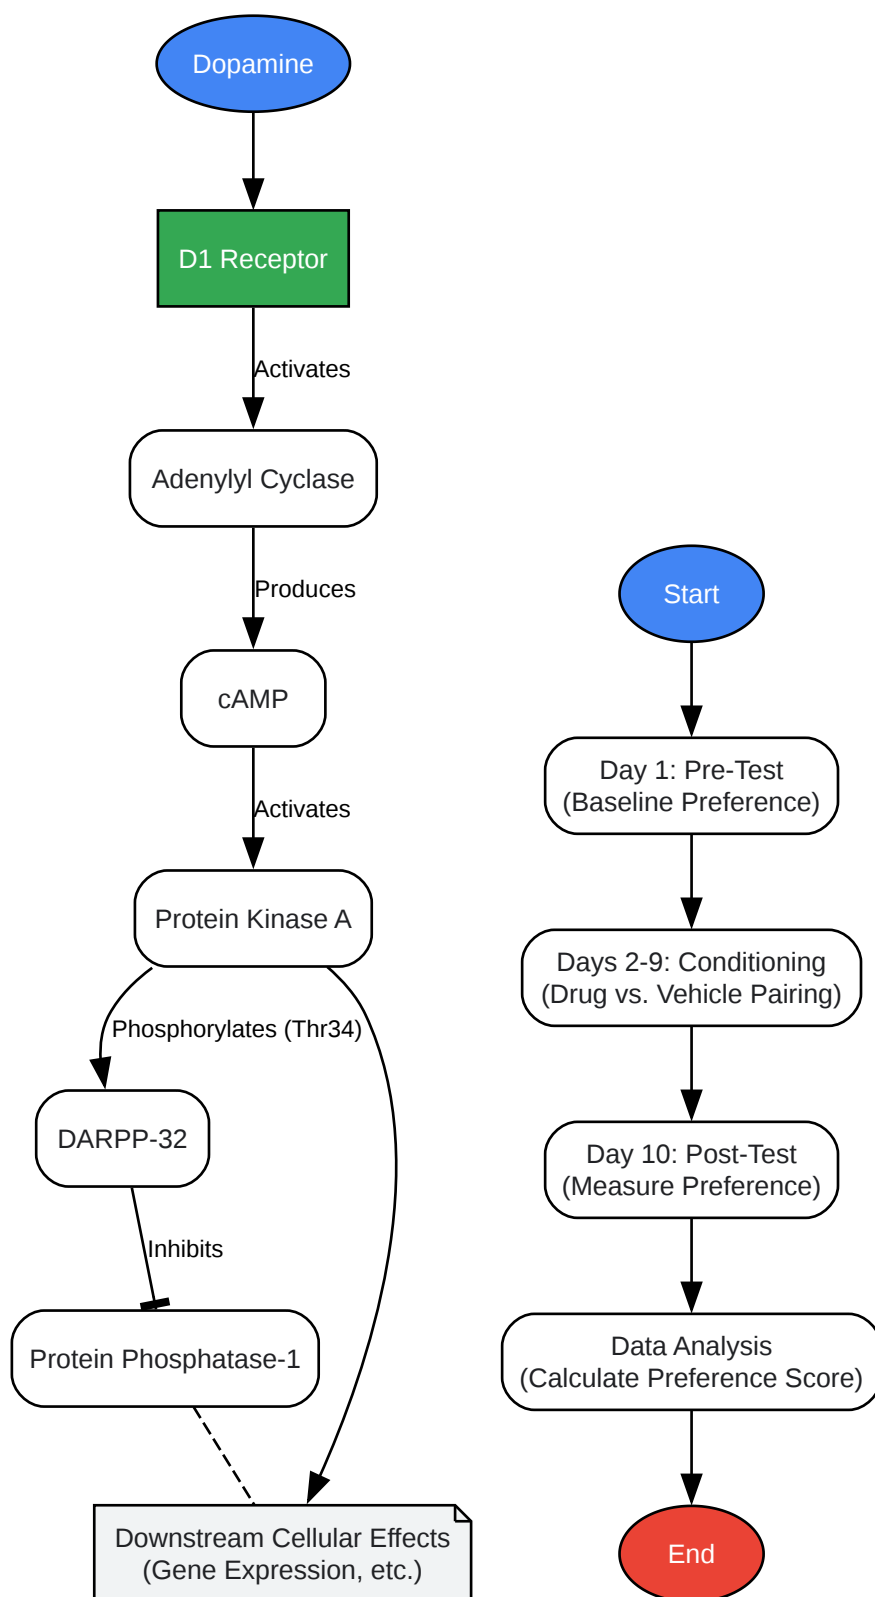 Dopamine
D1 Receptor
Activates
Adenylyl Cyclase
Produces
cAMP
Activates
Protein Kinase A
Phosphorylates (Thr34)
DARPP-32
Inhibits
Protein Phosphatase-1
Downstream Cellular Effects
(Gene Expression, etc.)
Start
Day 1: Pre-Test
(Baseline Preference)
Days 2-9: Conditioning
(Drug vs. Vehicle Pairing)
Day 10: Post-Test
(Measure Preference)
Data Analysis
(Calculate Preference Score)
End